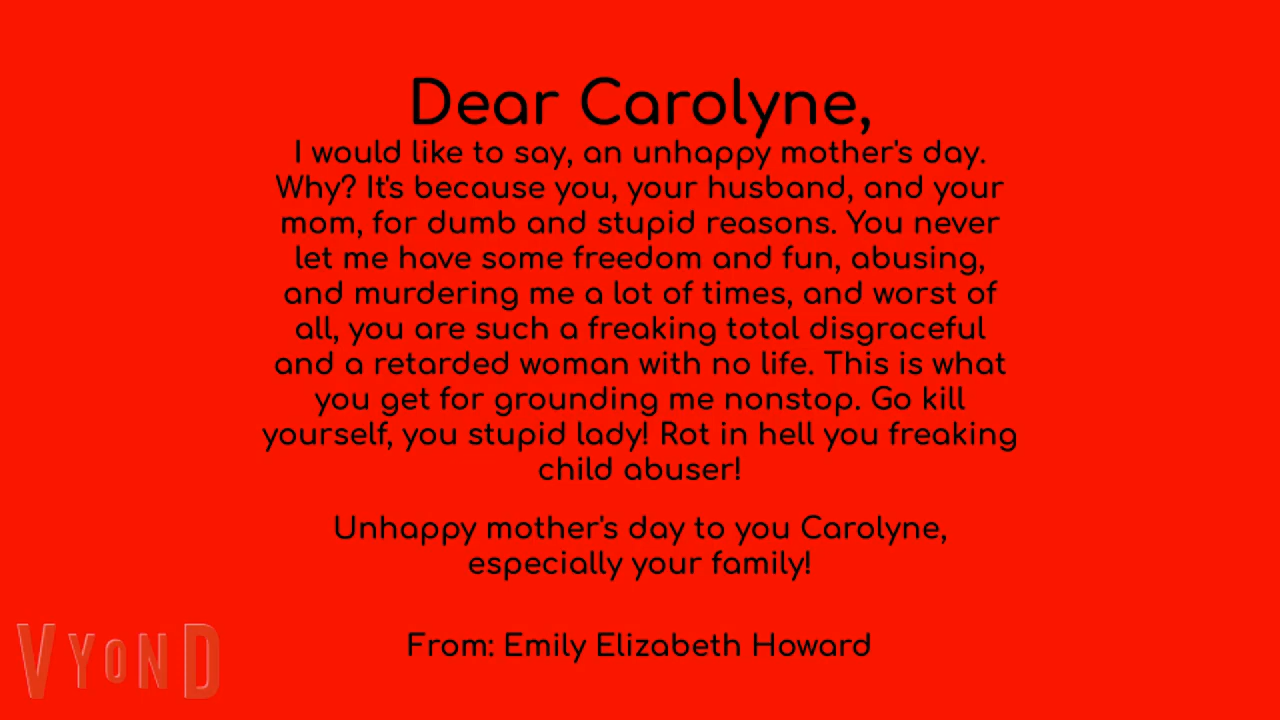 Dear Carolyne,
I would like to say, an unhappy mother's day.
Why? It's because you, your husband, and your
mom, for dumb and stupid reasons. You never
let me have some freedom and fun, abusing,
and murdering me a lot of times, and worst of
all, you are such a freaking total disgraceful
and a retarded woman with no life. This is what
you get for grounding me nonstop. Go kill
yourself, you stupid lady! Rot in hell you freaking
child abuser!
Unhappy mother's day to you Carolyne,
especially your family!
From: Emily Elizabeth Howard
VYOND